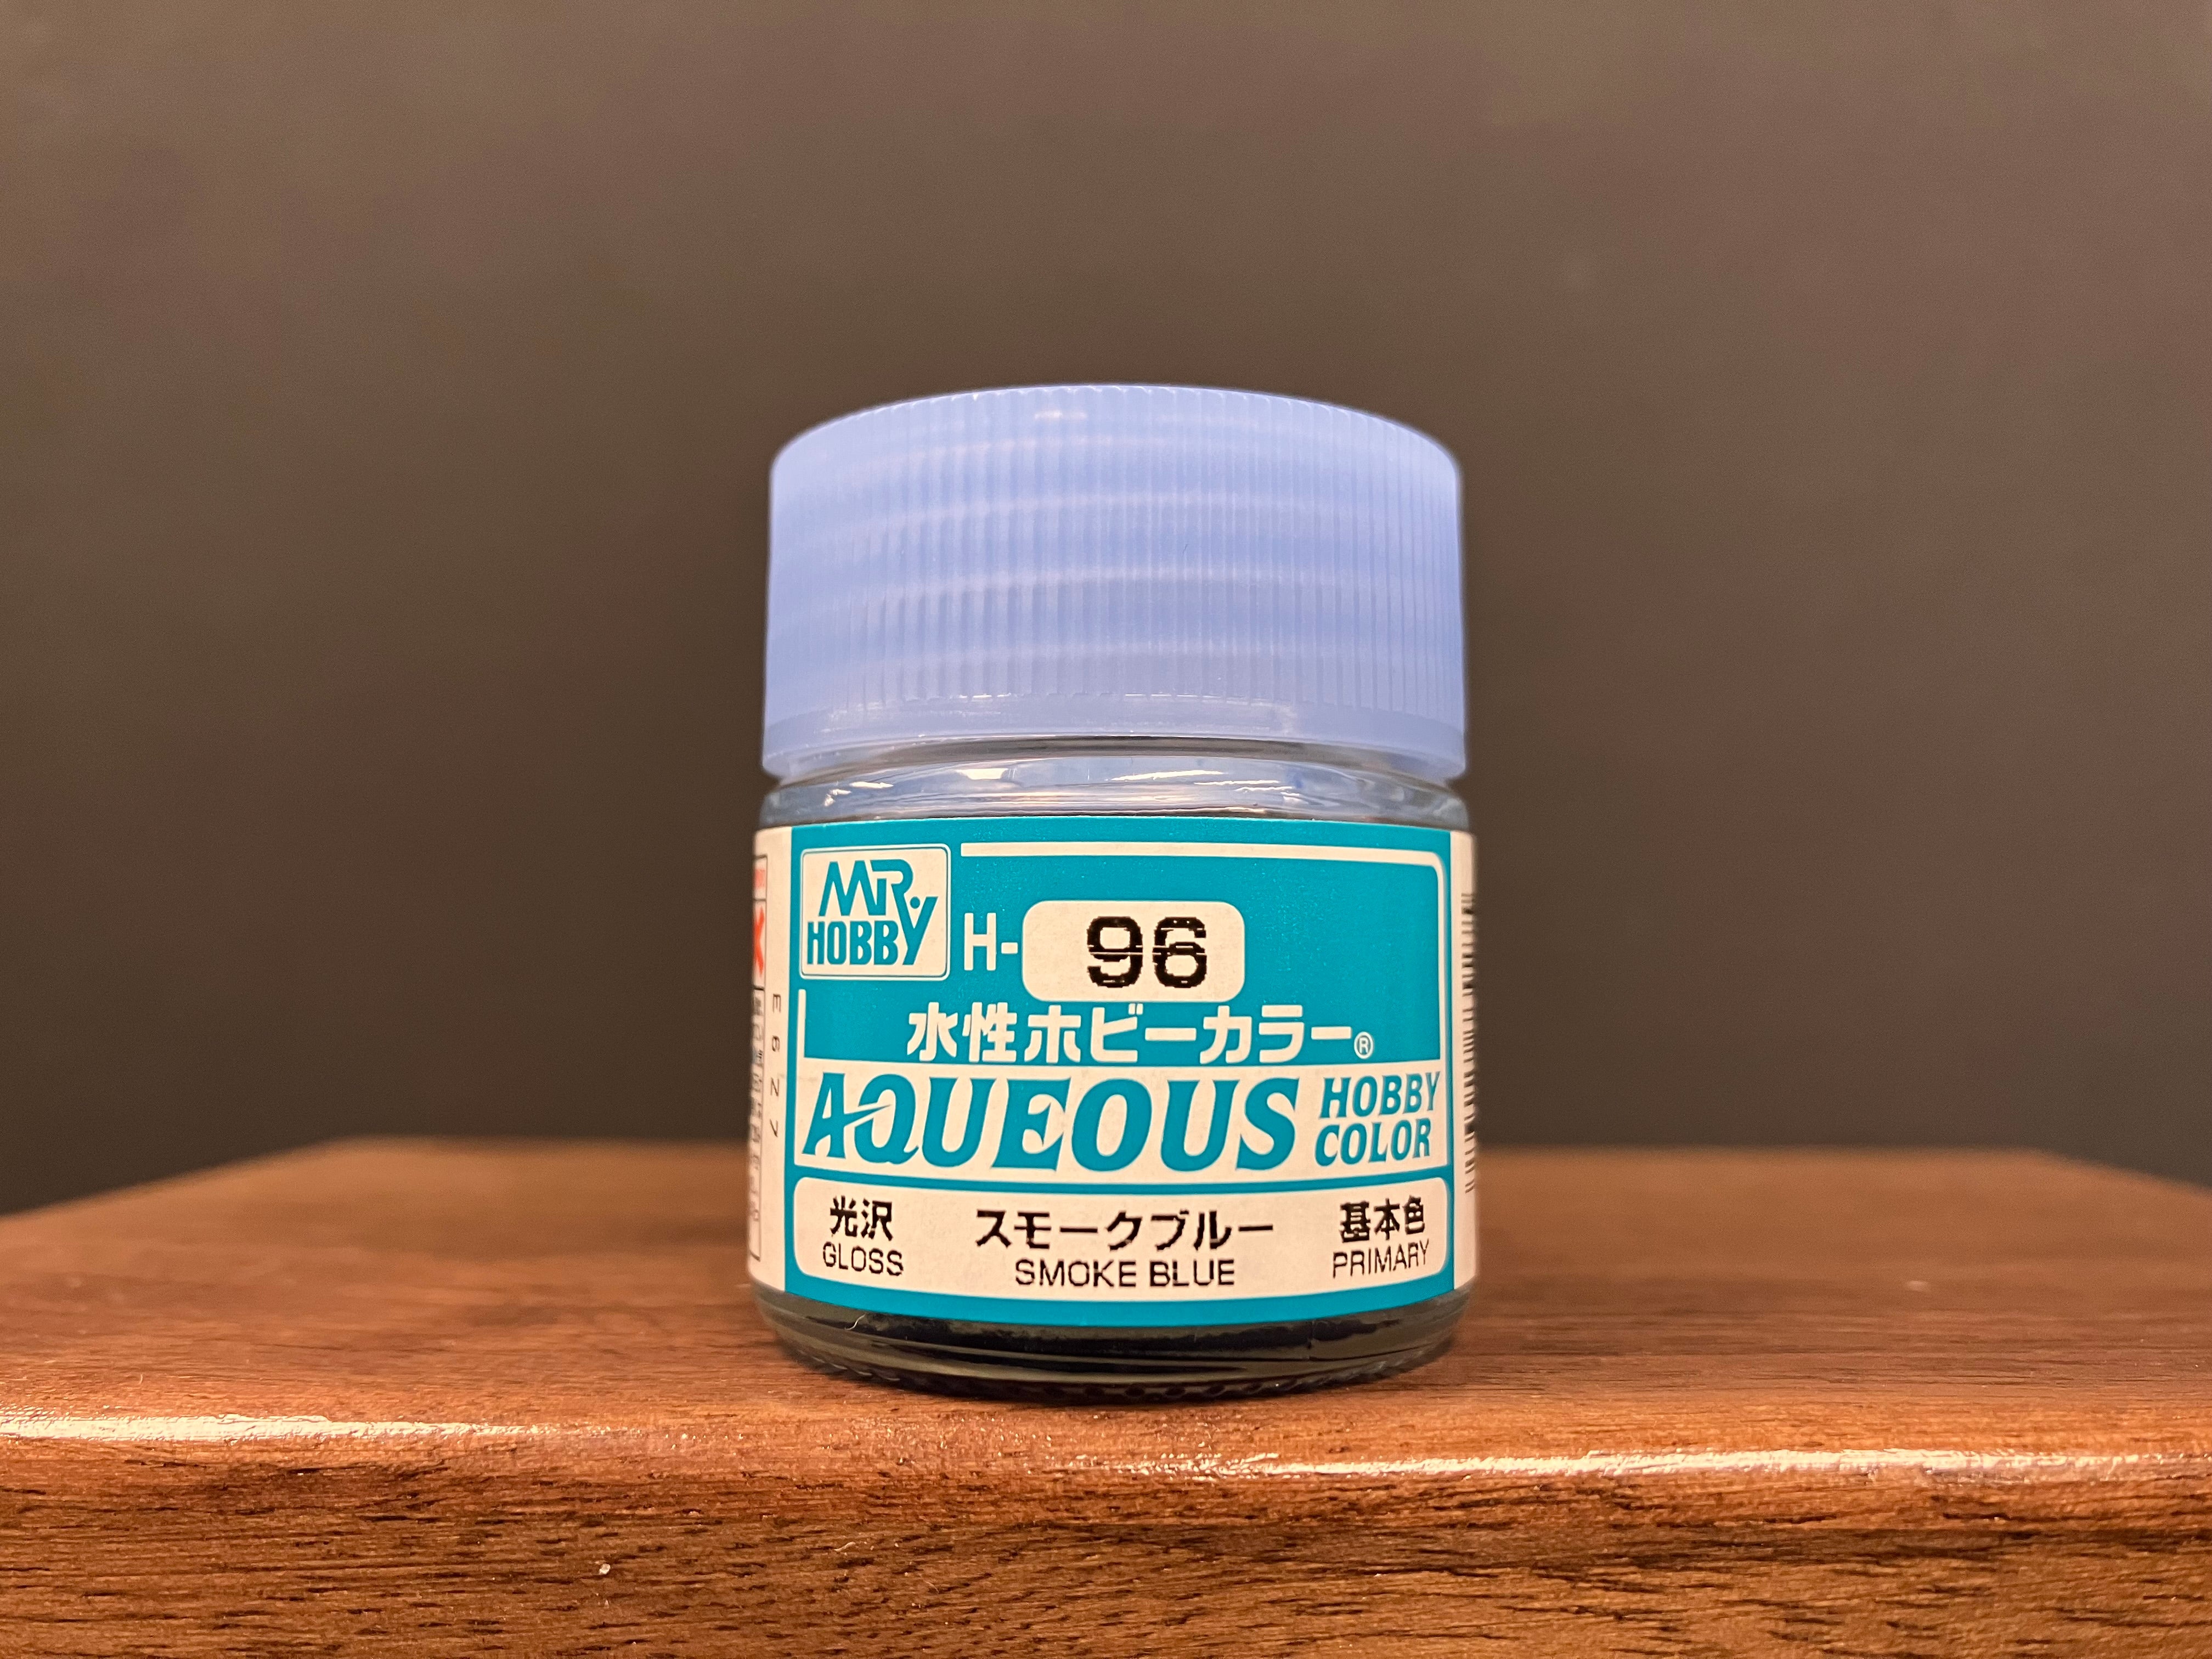 MR.
HOBBY
H-96
水性ホビーカラー®
AQUEOUS HOBBY COLOR
光沢 スモークブルー 基本色
GLOSS SMOKE BLUE PRIMARY
E6Z7